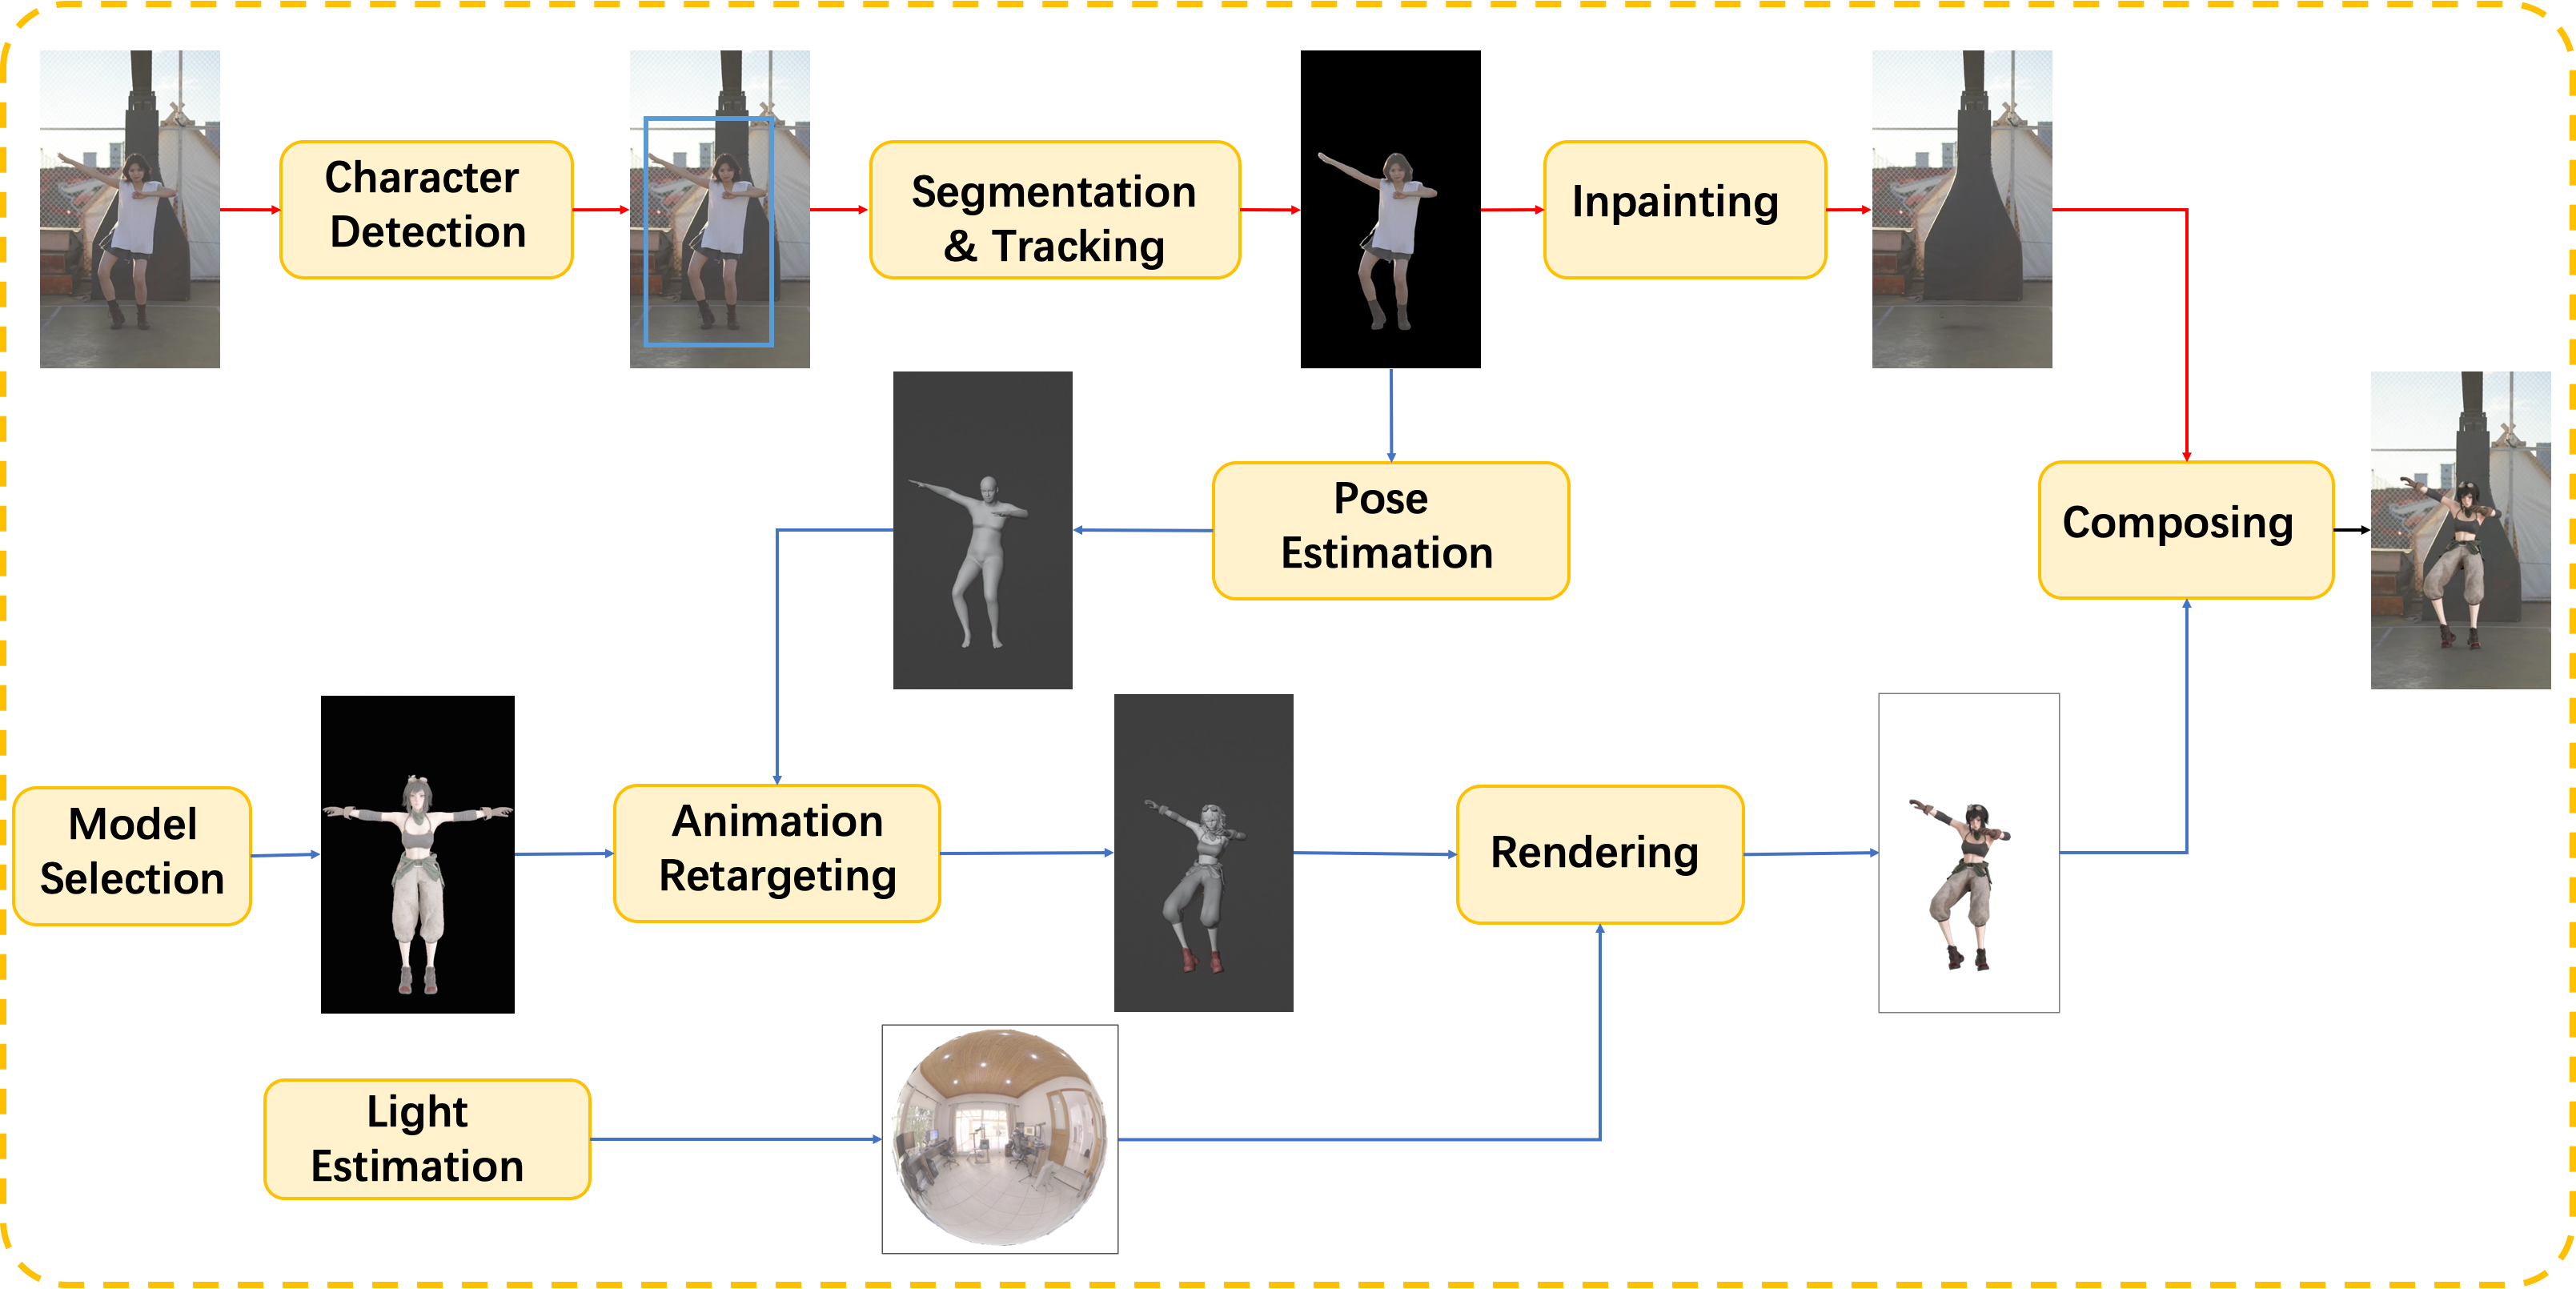 Character
Detection
Segmentation
& Tracking
Inpainting
Pose
Estimation
Composing
Model
Selection
Animation
Retargeting
Rendering
Light
Estimation